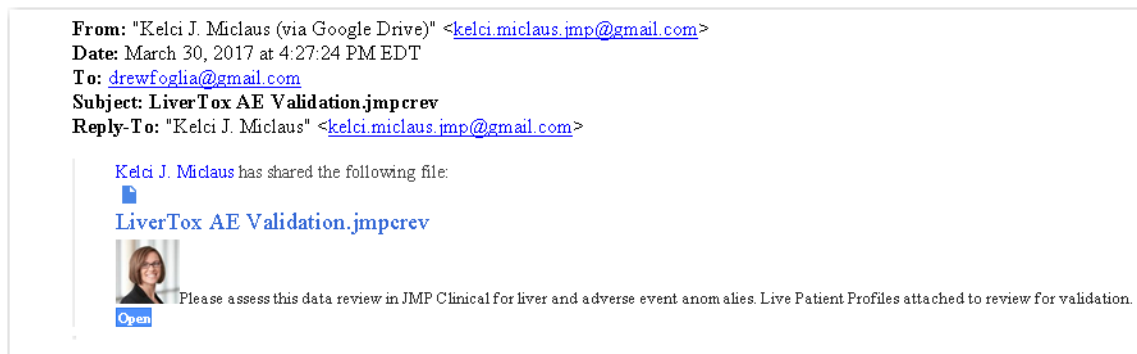 From: "Kelci J. Miclaus (via Google Drive)" <kelci.miclaus.jmp@gmail.com>
Date: March 30, 2017 at 4:27:24 PM EDT
To: drewfoglia@gmail.com
Subject: LiverTox AE Validation.jmpcrev
Reply-To: "Kelci J. Miclaus" <kelci.miclaus.jmp@gmail.com>
Kelci J. Miclaus has shared the following file:
LiverTox AE Validation.jmpcrev
Please assess this data review in JMP Clinical for liver and adverse event anomalies. Live Patient Profiles attached to review for validation.
Open